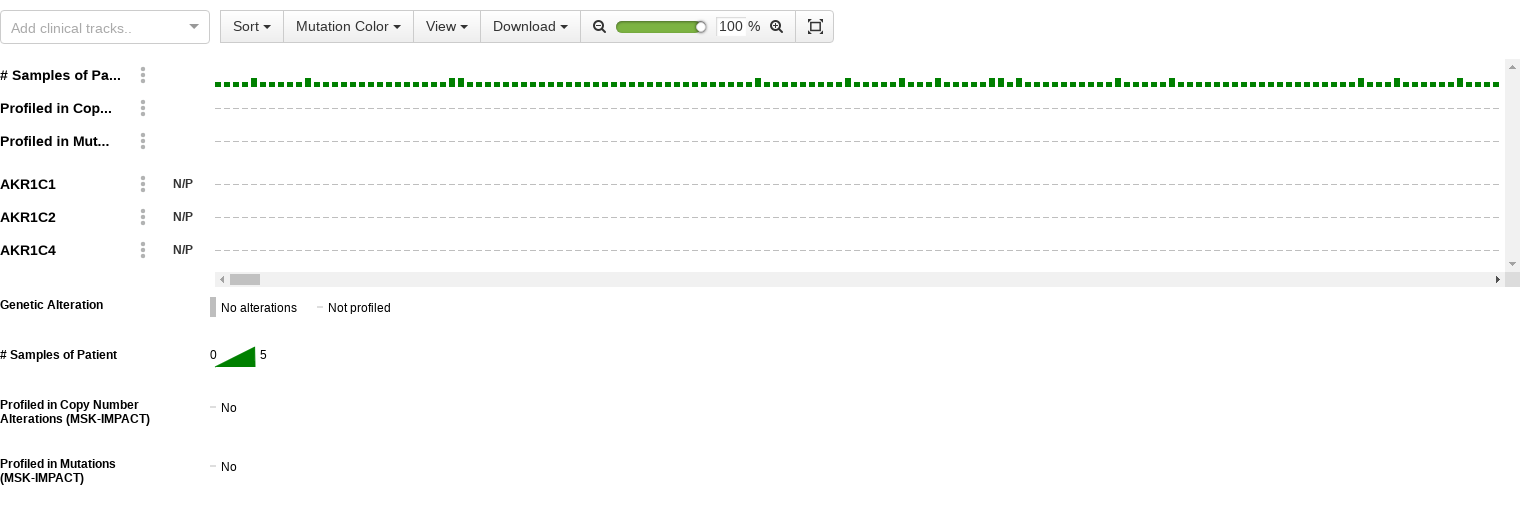 Add clinical tracks..
Sort Mutation Color View Download 100 %
# Samples of Pa...
Profiled in Cop...
Profiled in Mut...
AKR1C1 N/P
AKR1C2 N/P
AKR1C4 N/P
Genetic Alteration No alterations Not profiled
# Samples of Patient 0 5
Profiled in Copy Number
Alterations (MSK-IMPACT) No
Profiled in Mutations
(MSK-IMPACT) No